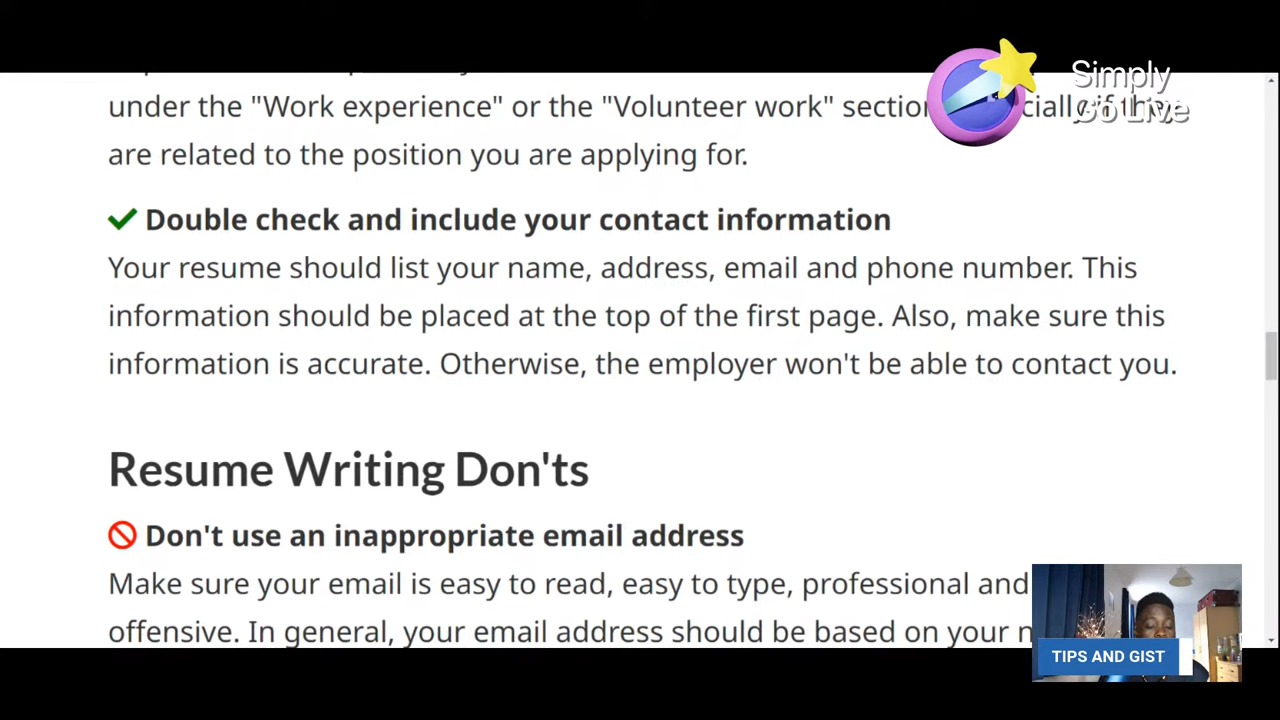 under the "Work experience" or the "Volunteer work"
are related to the position you are applying for.
Simply
Go Live
Double check and include your contact information
Your resume should list your name, address, email and phone number. This
information should be placed at the top of the first page. Also, make sure this
information is accurate. Otherwise, the employer won't be able to contact you.
Resume Writing Don'ts
Don't use an inappropriate email address
Make sure your email is easy to read, easy to type, professional and
offensive. In general, your email address should be based on your
TIPS AND GIST